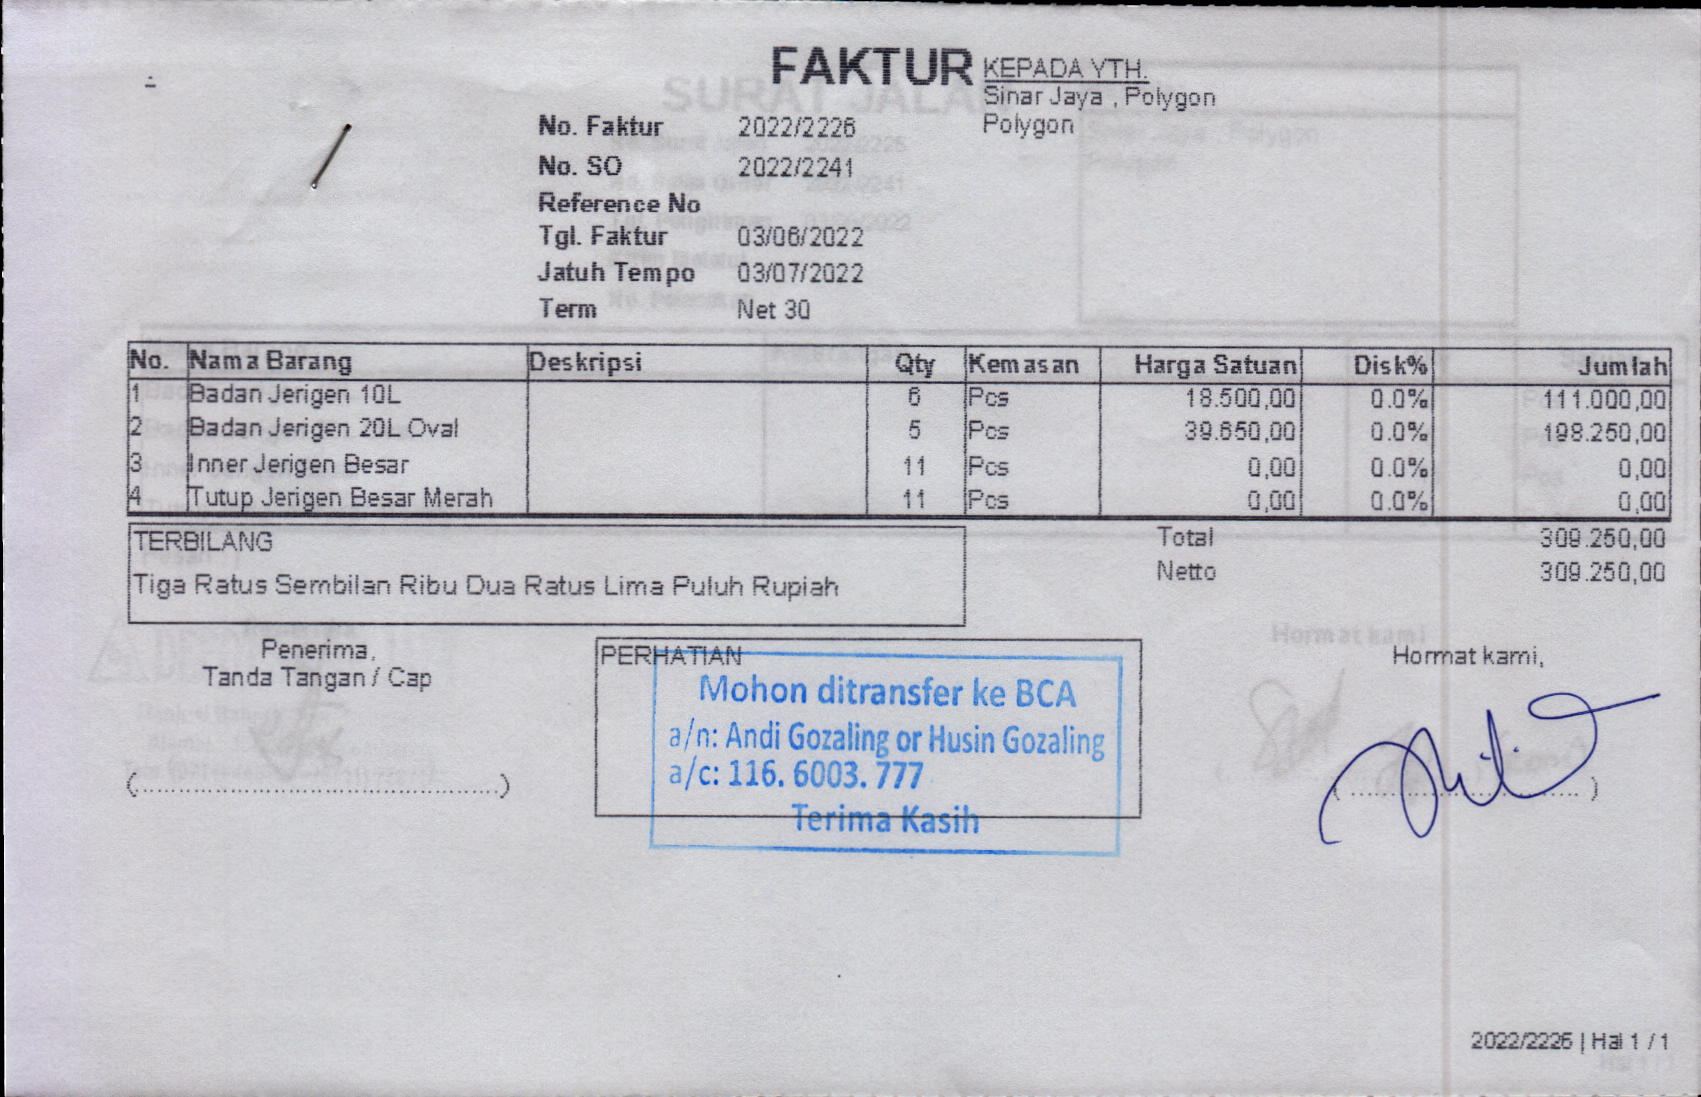 FAKTUR
KEPADA YTH.
Sinar Jaya , Polygon
Polygon
No. Faktur 2022/2226
No. SO 2022/2241
Reference No
Tgl. Faktur 03/06/2022
Jatuh Tempo 03/07/2022
Term Net 30
No. Nama Barang Deskripsi Qty Kemasan Harga Satuan Disk% Jumlah
1 Badan Jerigen 10L 6 Pcs 18.500,00 0.0% 111.000,00
2 Badan Jerigen 20L Oval 5 Pcs 39.650,00 0.0% 198.250,00
3 Inner Jerigen Besar 11 Pcs 0,00 0.0% 0,00
4 Tutup Jerigen Besar Merah 11 Pcs 0,00 0.0% 0,00
TERBILANG
Tiga Ratus Sembilan Ribu Dua Ratus Lima Puluh Rupiah
Total 309.250,00
Netto 309.250,00
Penerima,
Tanda Tangan / Cap
(....................)
PERHATIAN
Mohon ditransfer ke BCA
a/n: Andi Gozaling or Husin Gozaling
a/c: 116. 6003. 777
Terima Kasih
Hormat kami,
(....................)
2022/2226 | Hal 1 / 1